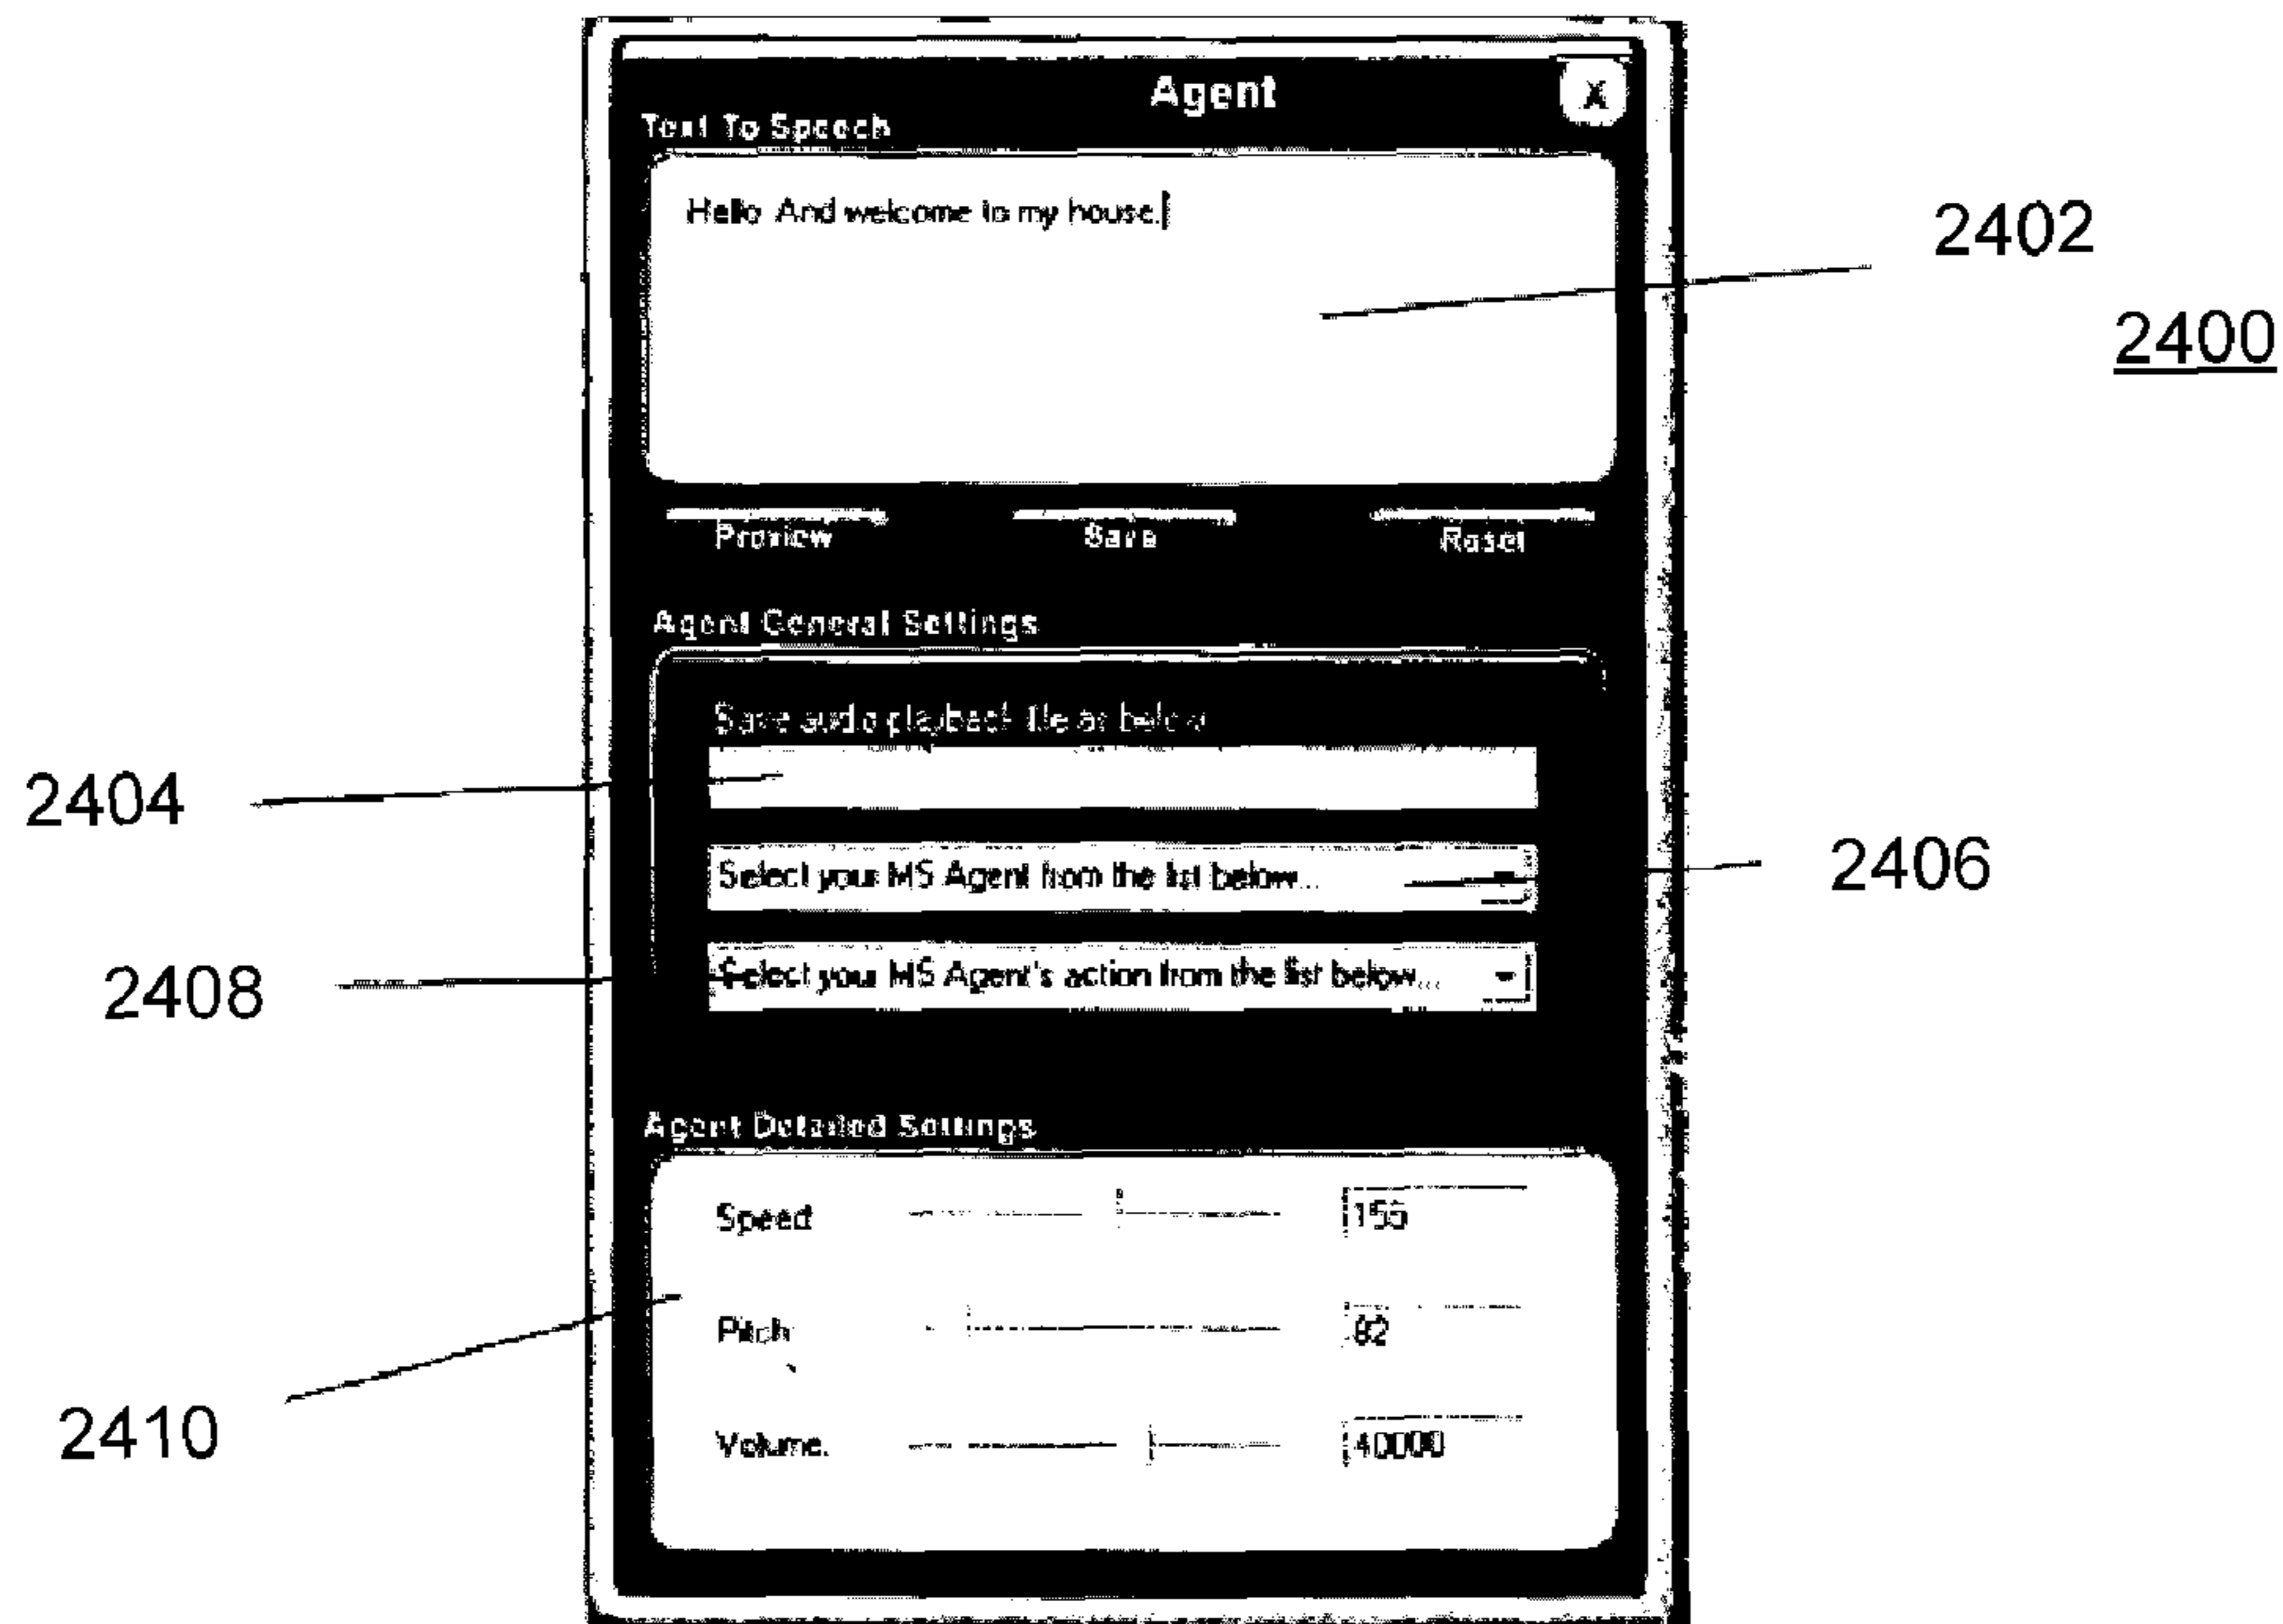 Agent
X
Text To Speech
Hello And welcome to my house.
2402
2400
Preview Save Reset
Agent General Settings
Save audio playback file as below
2404
Select your MS Agent from the list below...
2406
Select your MS Agent's action from the list below...
2408
Agent Detailed Settings
Speed 155
Pitch 82
2410
Volume. 40000